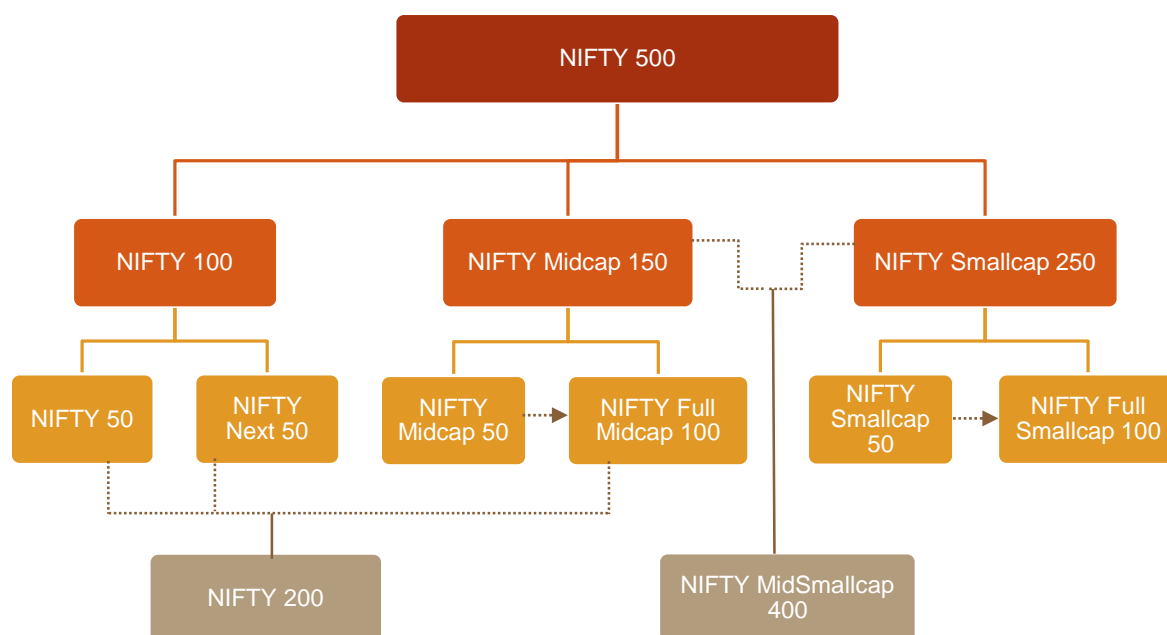 NIFTY 500
NIFTY 100
NIFTY Midcap 150
NIFTY Smallcap 250
NIFTY 50
NIFTY
Next 50
NIFTY
Midcap 50
NIFTY Full
Midcap 100
NIFTY
Smallcap
50
NIFTY Full
Smallcap 100
NIFTY 200
NIFTY MidSmallcap
400